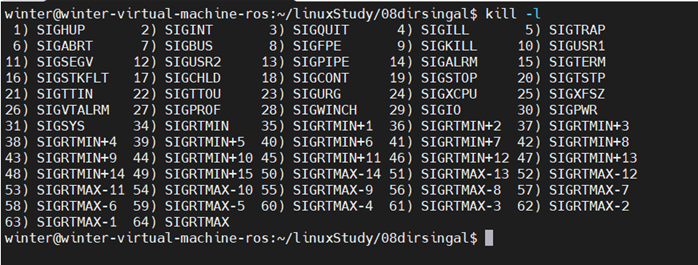 winter@winter-virtual-machine-ros:~/linuxStudy/08dirsingal$ kill -l
 1) SIGHUP       2) SIGINT       3) SIGQUIT      4) SIGILL       5) SIGTRAP
 6) SIGABRT      7) SIGBUS       8) SIGFPE       9) SIGKILL     10) SIGUSR1
11) SIGSEGV     12) SIGUSR2     13) SIGPIPE     14) SIGALRM     15) SIGTERM
16) SIGSTKFLT   17) SIGCHLD     18) SIGCONT     19) SIGSTOP     20) SIGTSTP
21) SIGTTIN     22) SIGTTOU     23) SIGURG      24) SIGXCPU     25) SIGXFSZ
26) SIGVTALRM   27) SIGPROF     28) SIGWINCH    29) SIGIO       30) SIGPWR
31) SIGSYS      34) SIGRTMIN    35) SIGRTMIN+1  36) SIGRTMIN+2  37) SIGRTMIN+3
38) SIGRTMIN+4  39) SIGRTMIN+5  40) SIGRTMIN+6  41) SIGRTMIN+7  42) SIGRTMIN+8
43) SIGRTMIN+9  44) SIGRTMIN+10 45) SIGRTMIN+11 46) SIGRTMIN+12 47) SIGRTMIN+13
48) SIGRTMIN+14 49) SIGRTMIN+15 50) SIGRTMAX-14 51) SIGRTMAX-13 52) SIGRTMAX-12
53) SIGRTMAX-11 54) SIGRTMAX-10 55) SIGRTMAX-9  56) SIGRTMAX-8  57) SIGRTMAX-7
58) SIGRTMAX-6  59) SIGRTMAX-5  60) SIGRTMAX-4  61) SIGRTMAX-3  62) SIGRTMAX-2
63) SIGRTMAX-1  64) SIGRTMAX
winter@winter-virtual-machine-ros:~/linuxStudy/08dirsingal$